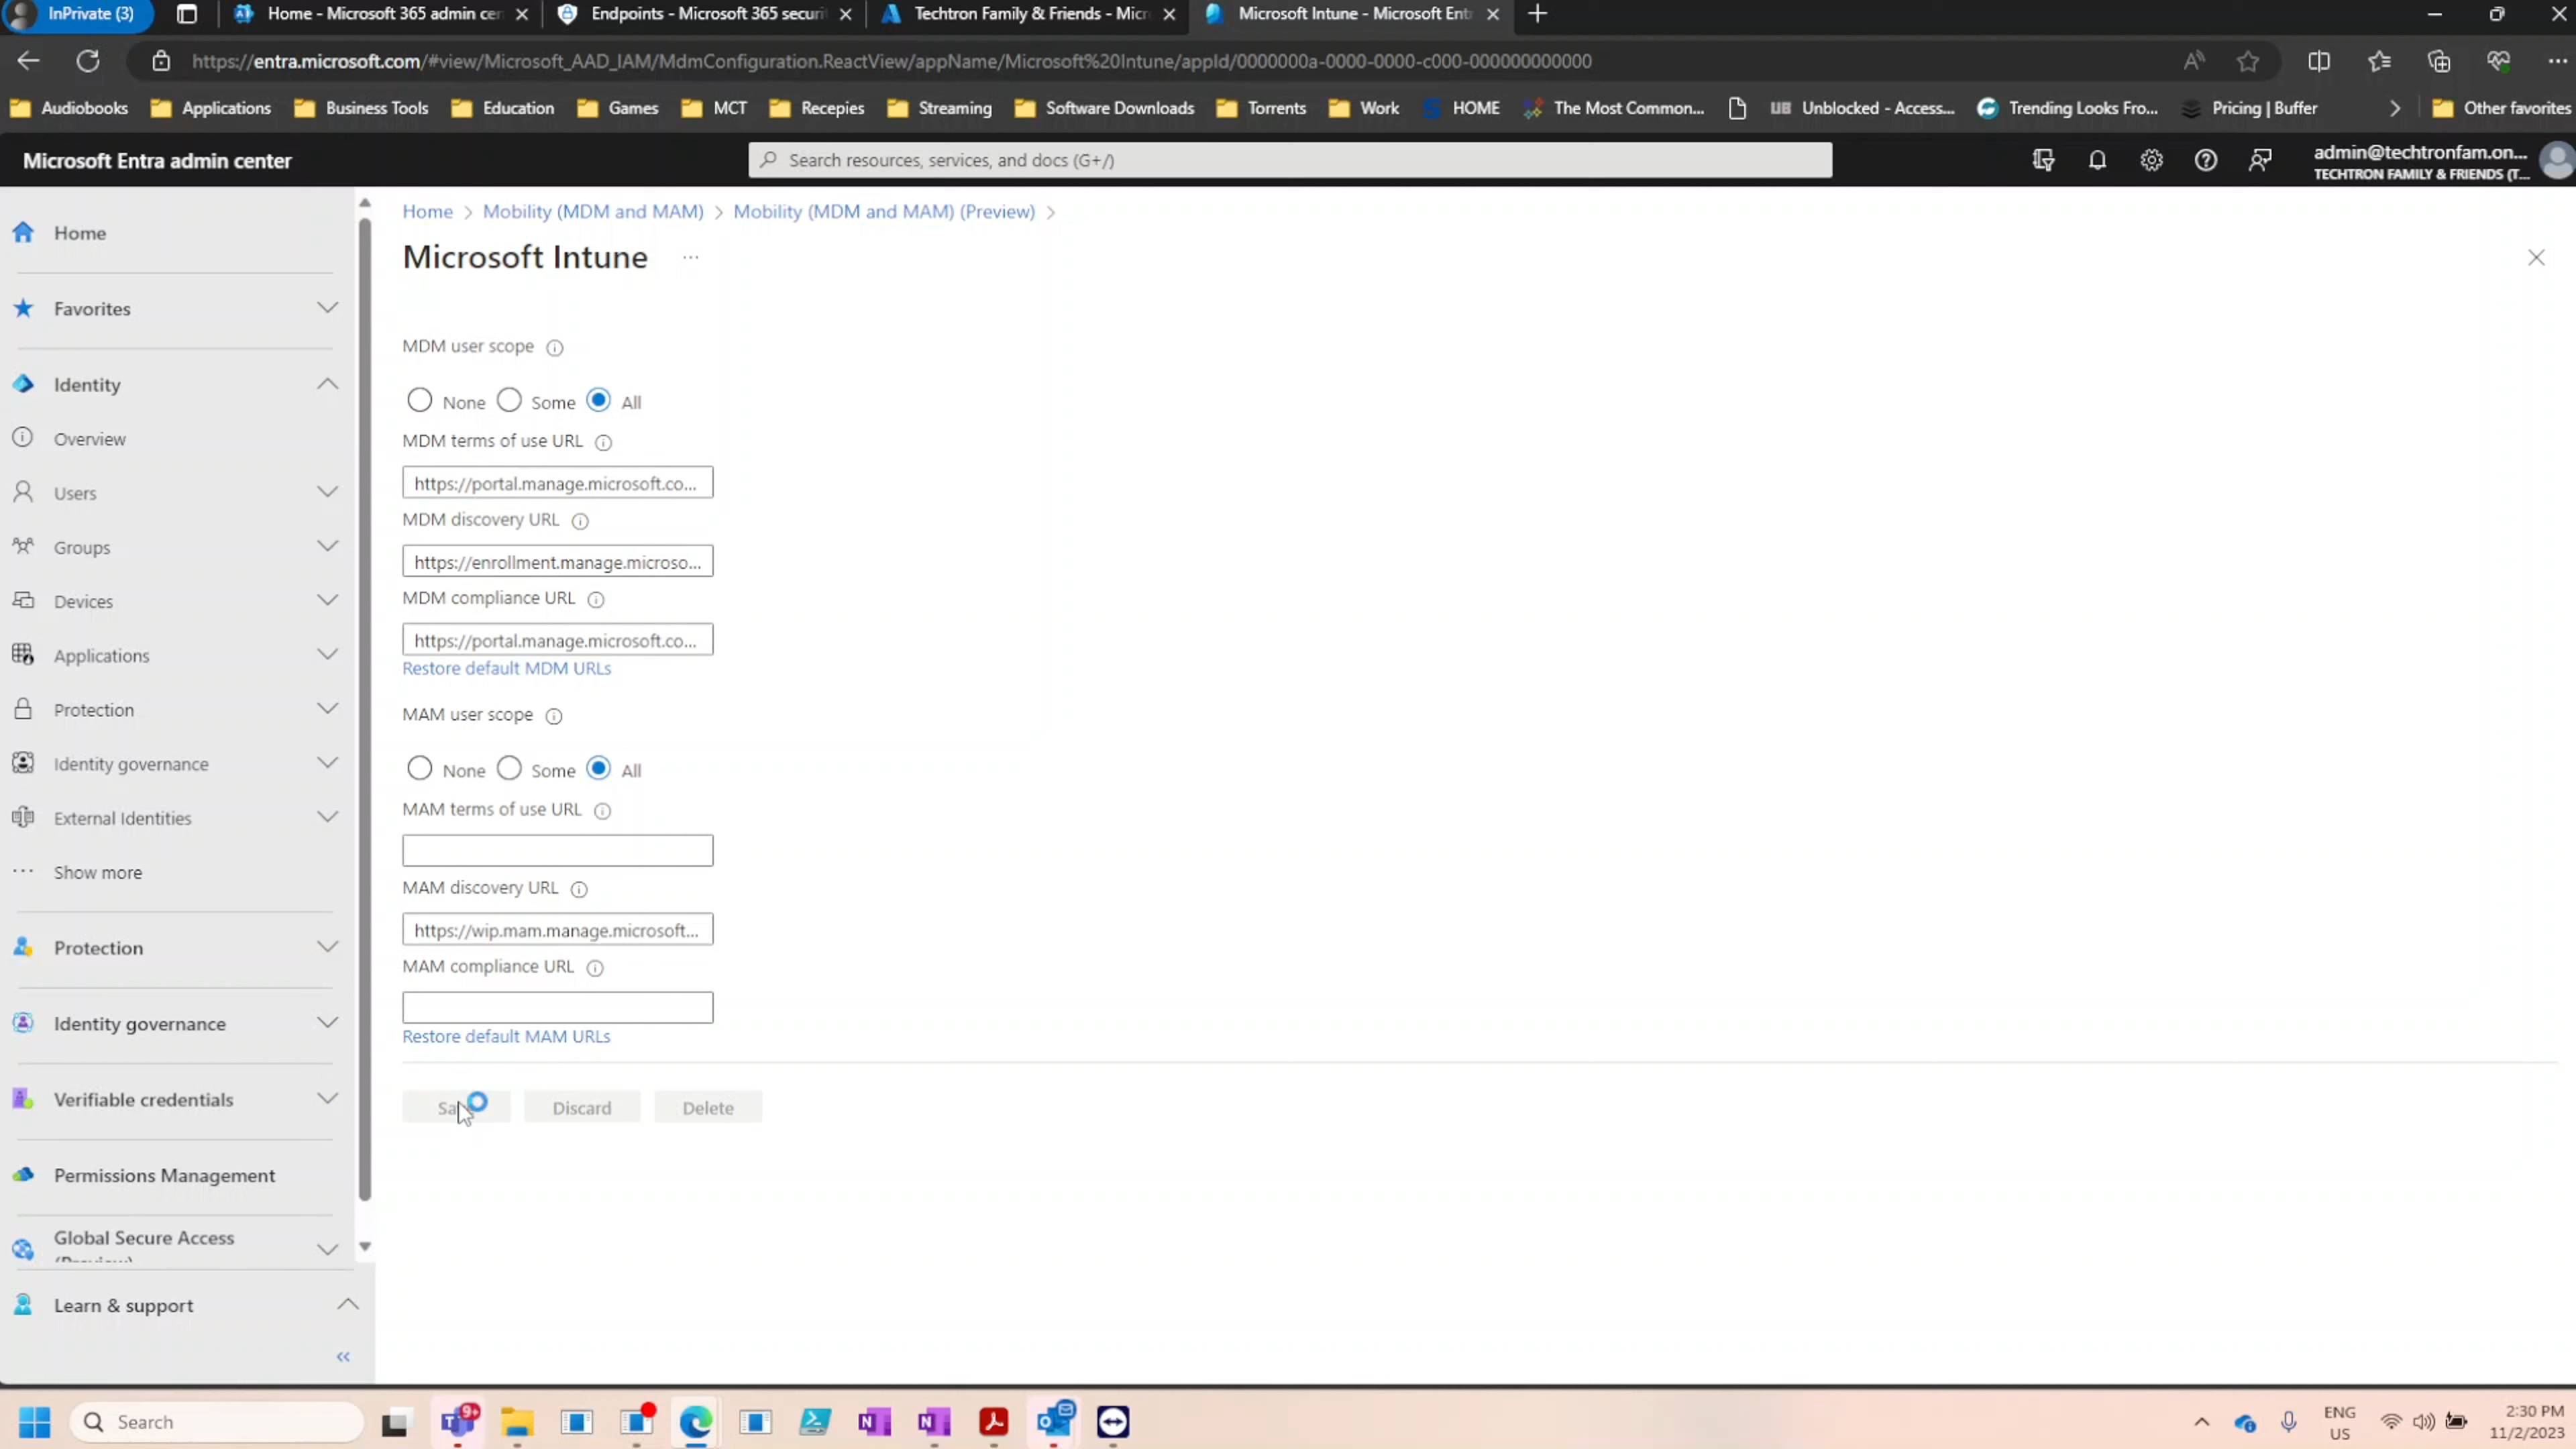 InPrivate (3)
Home - Microsoft 365 admin cen
Endpoints - Microsoft 365 securit
Techtron Family & Friends - Micr
Microsoft Intune - Microsoft Entr
https://entra.microsoft.com/#view/Microsoft_AAD_IAM/MdmConfiguration.ReactView/appName/Microsoft%20Intune/appId/0000000a-0000-0000-c000-000000000000
Audiobooks Applications Business Tools Education Games MCT Recepies Streaming Software Downloads Torrents Work HOME The Most Common... Unblocked - Access... Trending Looks Fro... Pricing | Buffer Other favorites
Microsoft Entra admin center
Search resources, services, and docs (G+/)
admin@techtronfam.on...
TECHTRON FAMILY & FRIENDS (T...
Home
Favorites
Identity
Overview
Users
Groups
Devices
Applications
Protection
Identity governance
External Identities
Show more
Protection
Identity governance
Verifiable credentials
Permissions Management
Global Secure Access
(Preview)
Learn & support
Home > Mobility (MDM and MAM) > Mobility (MDM and MAM) (Preview) >
Microsoft Intune ...
MDM user scope
None Some All
MDM terms of use URL
https://portal.manage.microsoft.co...
MDM discovery URL
https://enrollment.manage.microso...
MDM compliance URL
https://portal.manage.microsoft.co...
Restore default MDM URLs
MAM user scope
None Some All
MAM terms of use URL
MAM discovery URL
https://wip.mam.manage.microsoft...
MAM compliance URL
Restore default MAM URLs
Discard Delete
Search
9+
ENG
US
2:30 PM
11/2/2023